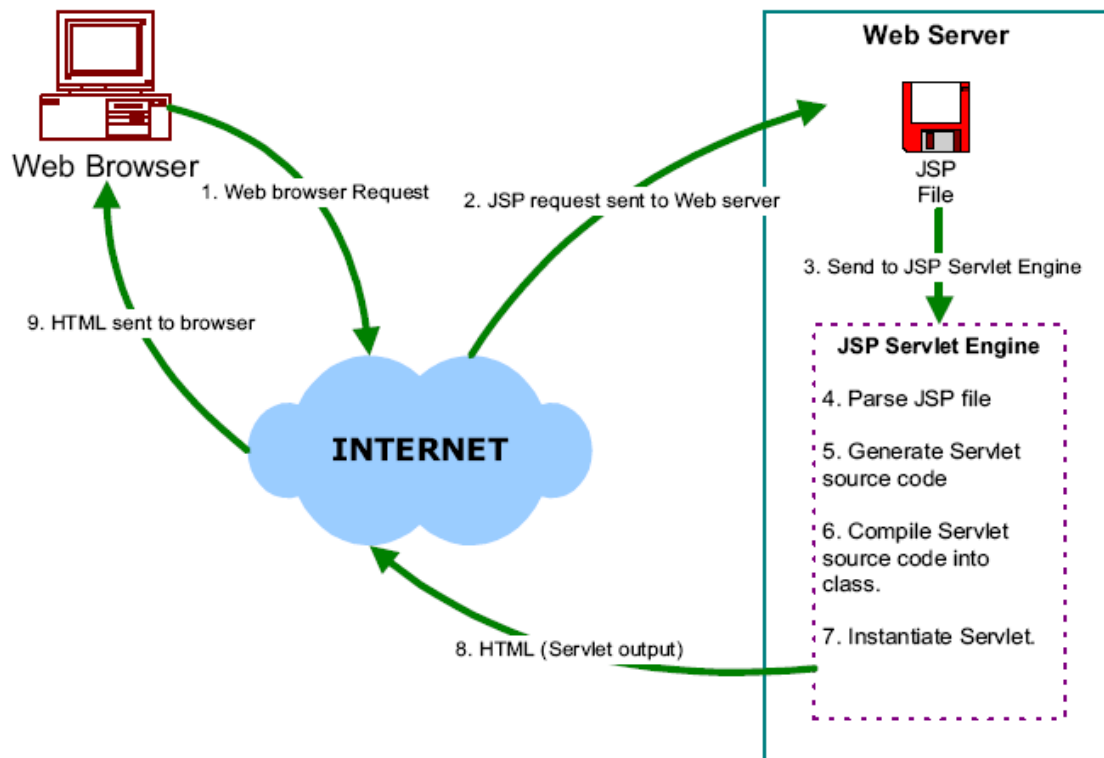 Web Server
Web Browser
JSP
File
1. Web browser Request
2. JSP request sent to Web server
3. Send to JSP Servlet Engine
9. HTML sent to browser
JSP Servlet Engine
4. Parse JSP file
INTERNET
5. Generate Servlet
source code
6. Compile Servlet
source code into
class.
7. Instantiate Servlet.
8. HTML (Servlet output)